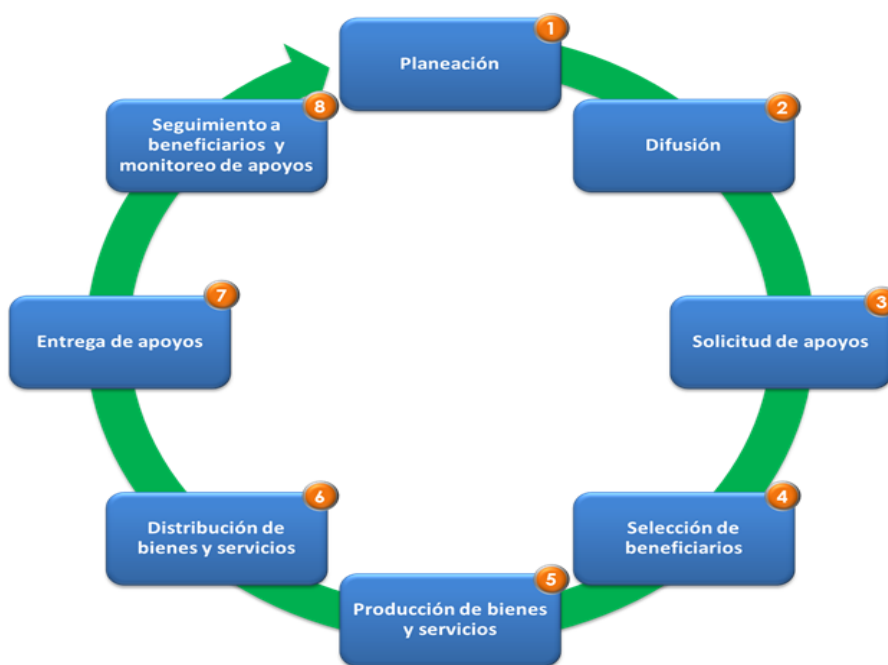 1
Planeación
2
Difusión
3
Solicitud de apoyos
4
Selección de
beneficiarios
5
Producción de bienes
y servicios
6
Distribución de
bienes y servicios
7
Entrega de apoyos
8
Seguimiento a
beneficiarios y
monitoreo de apoyos